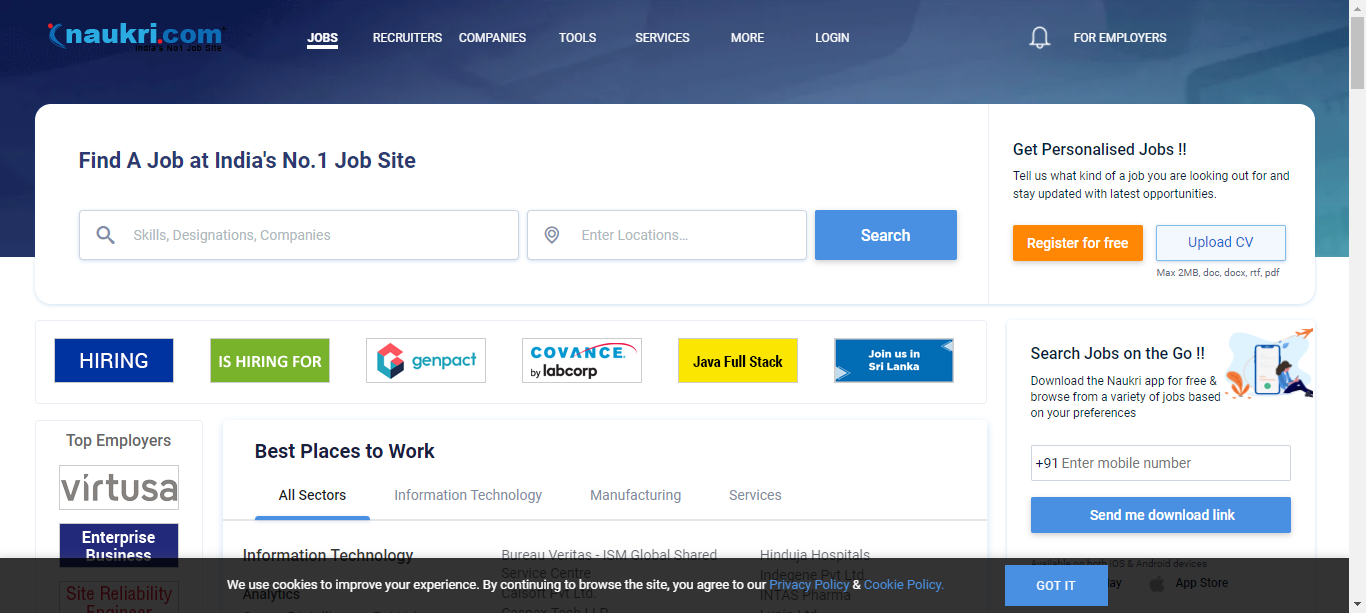 naukri.com
India's No1 Job Site
JOBS
RECRUITERS
COMPANIES
TOOLS
SERVICES
MORE
LOGIN
FOR EMPLOYERS
Find A Job at India's No.1 Job Site
Skills, Designations, Companies
Enter Locations...
Search
Get Personalised Jobs !!
Tell us what kind of a job you are looking out for and
stay updated with latest opportunities.
Register for free
Upload CV
Max 2MB, doc, docx, rtf, pdf
HIRING
IS HIRING FOR
genpact
COVANCE.
by labcorp
Java Full Stack
Join us in
Sri Lanka
Search Jobs on the Go !!
Download the Naukri app for free &
browse from a variety of jobs based
on your preferences
+91 Enter mobile number
Send me download link
Available on both iOS & Android devices
App Store
Top Employers
virtusa
Enterprise
Business
Site Reliability
Engineer
Best Places to Work
All Sectors
Information Technology
Manufacturing
Services
Information Technology
Bureau Veritas - ISM Global Shared
Service Centre
Hinduja Hospitals
Indegene Pvt Ltd
Analytics
Calsoft Pvt Ltd.
INTAS Pharma
We use cookies to improve your experience. By continuing to browse the site, you agree to our Privacy Policy & Cookie Policy.
GOT IT